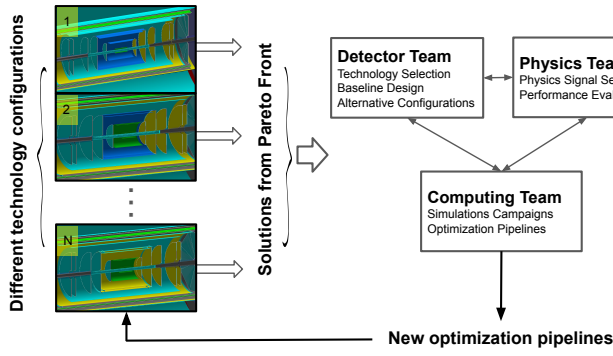 Different technology configurations
1
2
N
Solutions from Pareto Front
Detector Team
Technology Selection
Baseline Design
Alternative Configurations
Physics Tea
Physics Signal Se
Performance Eval
Computing Team
Simulations Campaigns
Optimization Pipelines
New optimization pipelines